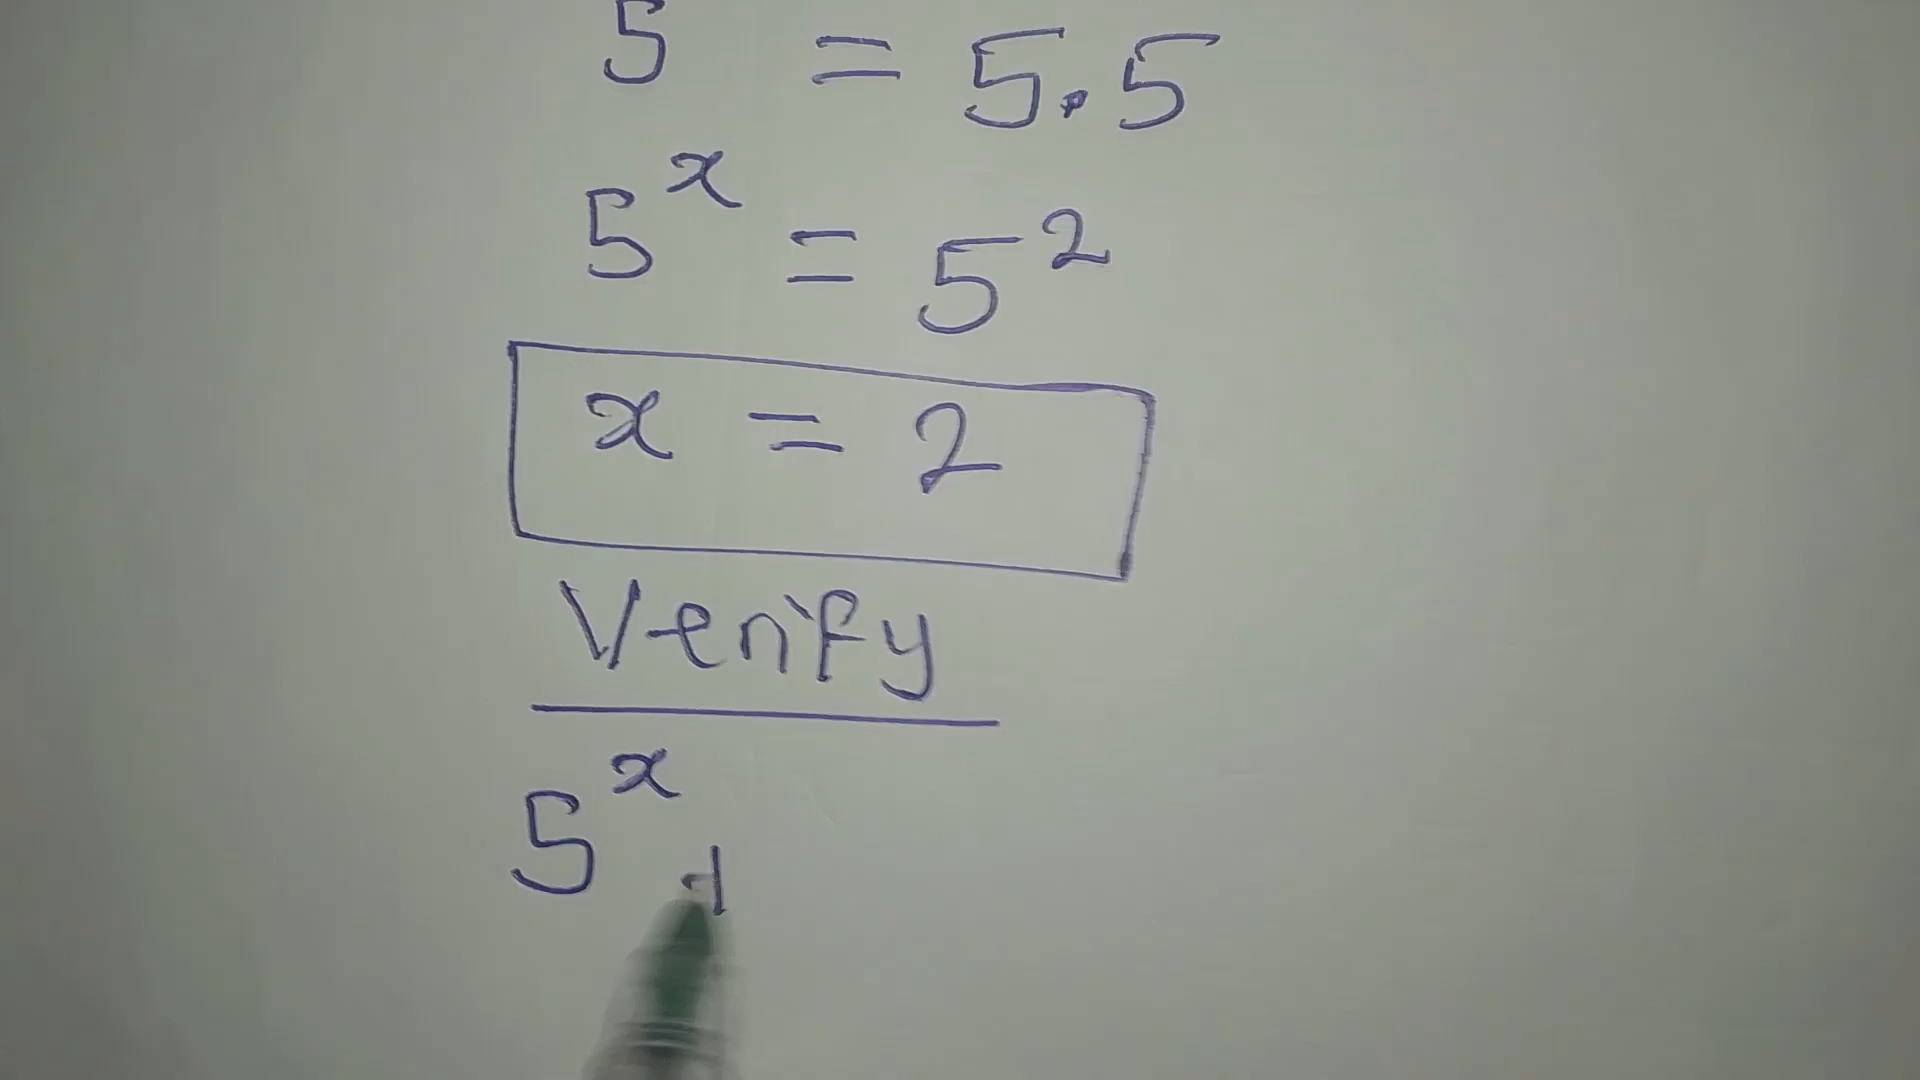 5 = 5.5
5^x = 5^2
x = 2
Verify
5^x +